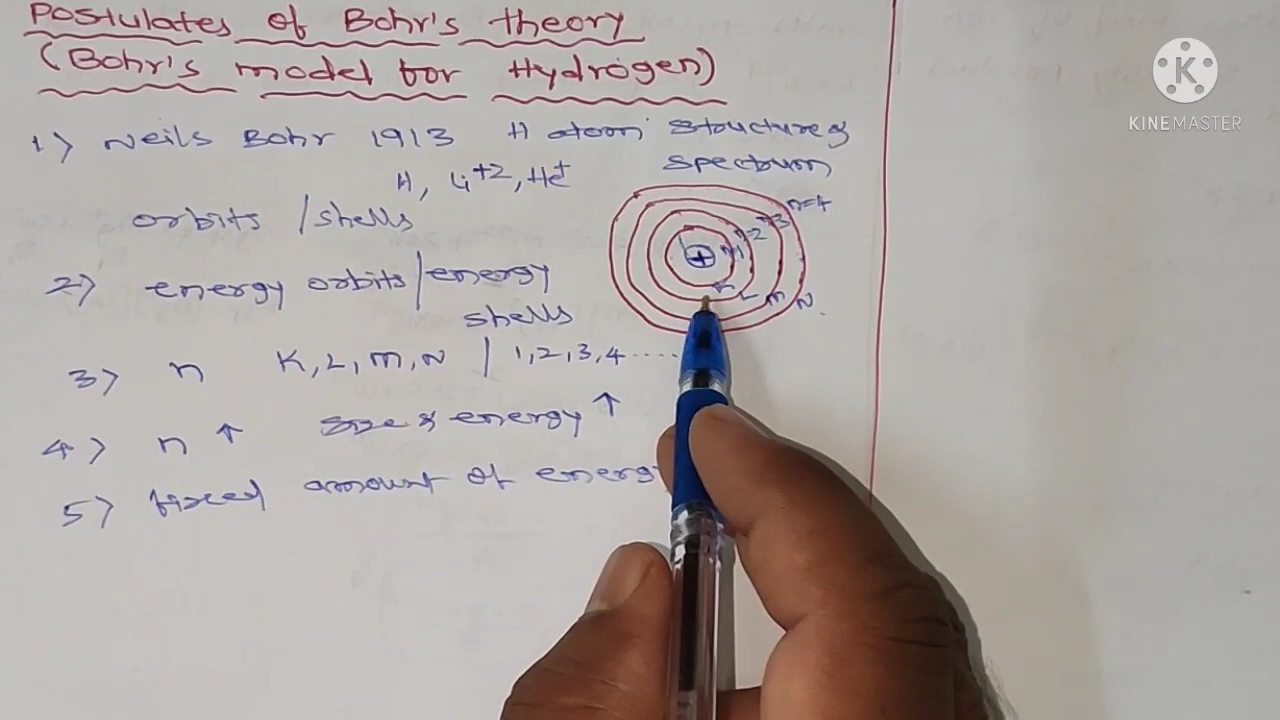 Postulates of Bohr's theory
(Bohr's model for Hydrogen)
1) Neils Bohr 1913 H atom structure &
spectrum
H, Li+2, He+
orbits / shells
n=1 n=2 n=3 n=4
+
K L M N
2) energy orbits / energy
shells
3) n K, L, M, N | 1, 2, 3, 4 ......
4) n ↑ Size & energy ↑
5) fixed amount of energy
K
KINEMASTER